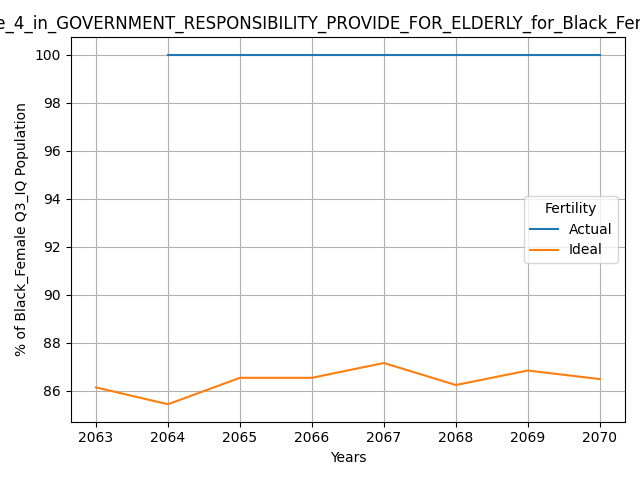 e_4_in_GOVERNMENT_RESPONSIBILITY_PROVIDE_FOR_ELDERLY_for_Black_Fem
100
98
96
94
92
90
88
86
% of Black_Female Q3_IQ Population
Fertility
Actual
Ideal
2063 2064 2065 2066 2067 2068 2069 2070
Years